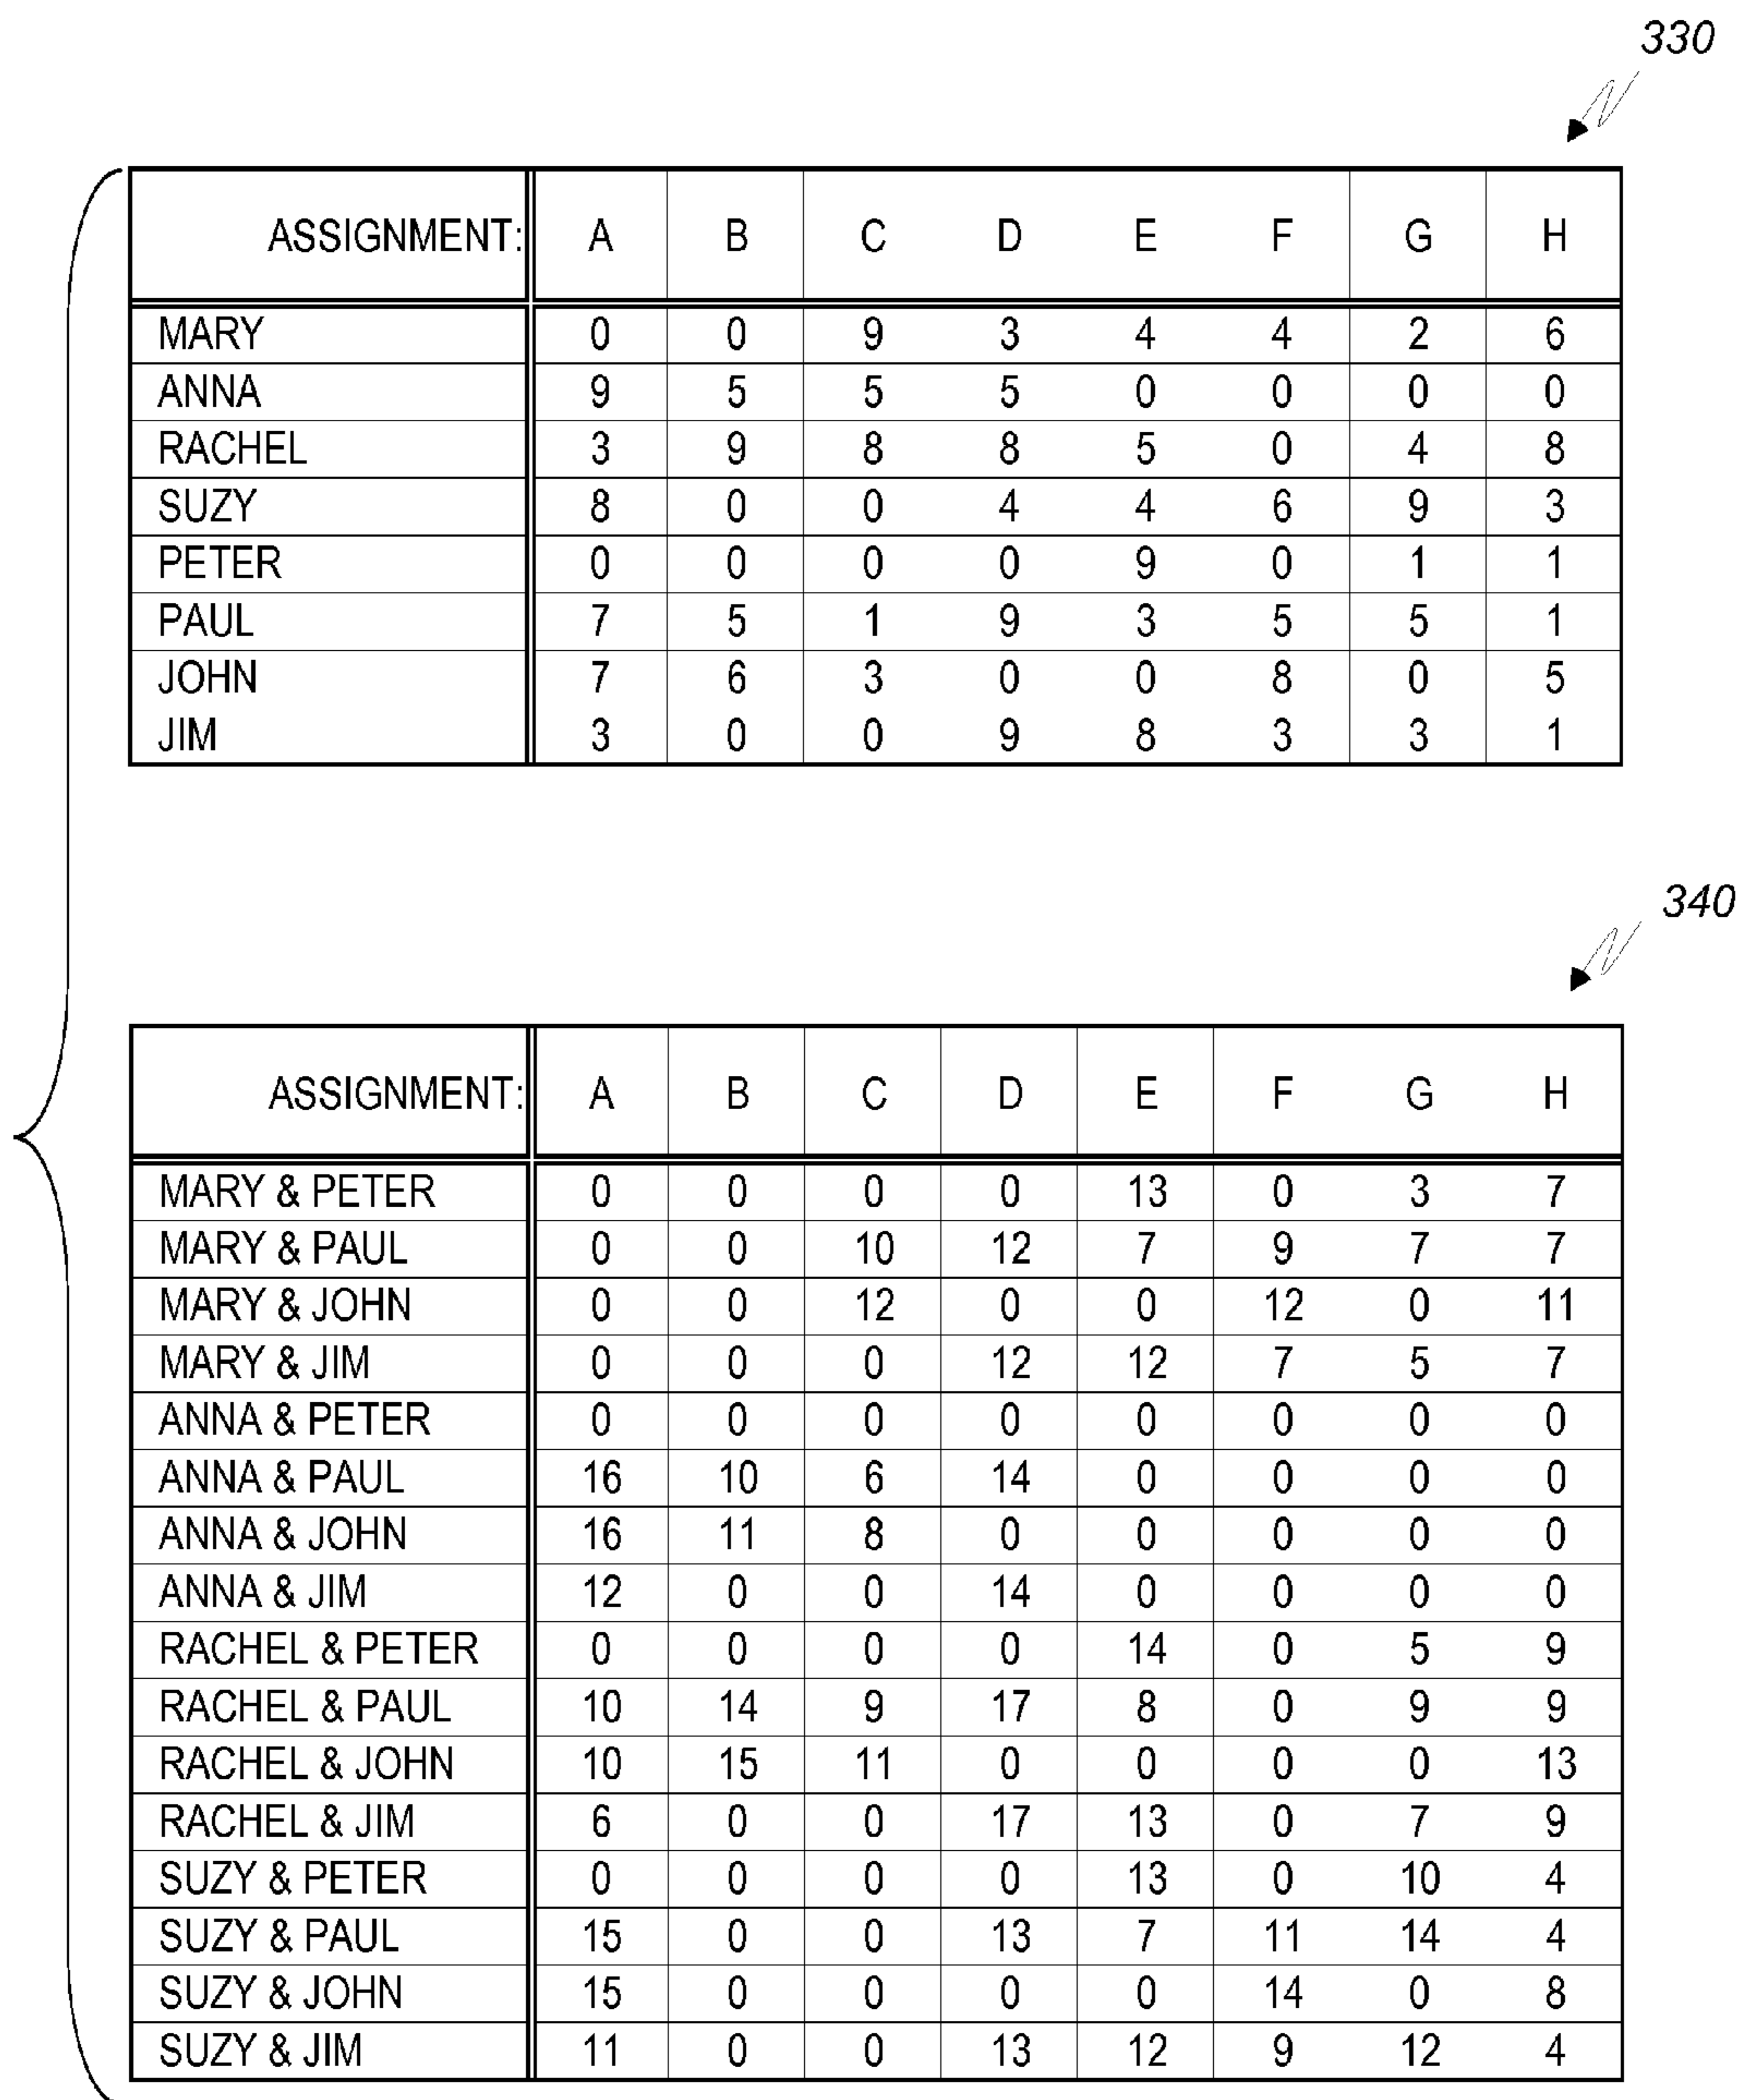 330
ASSIGNMENT: A B C D E F G H
MARY 0 0 9 3 4 4 2 6
ANNA 9 5 5 5 0 0 0 0
RACHEL 3 9 8 8 5 0 4 8
SUZY 8 0 0 4 4 6 9 3
PETER 0 0 0 0 9 0 1 1
PAUL 7 5 1 9 3 5 5 1
JOHN 7 6 3 0 0 8 0 5
JIM 3 0 0 9 8 3 3 1
340
ASSIGNMENT: A B C D E F G H
MARY & PETER 0 0 0 0 13 0 3 7
MARY & PAUL 0 0 10 12 7 9 7 7
MARY & JOHN 0 0 12 0 0 12 0 11
MARY & JIM 0 0 0 12 12 7 5 7
ANNA & PETER 0 0 0 0 0 0 0 0
ANNA & PAUL 16 10 6 14 0 0 0 0
ANNA & JOHN 16 11 8 0 0 0 0 0
ANNA & JIM 12 0 0 14 0 0 0 0
RACHEL & PETER 0 0 0 0 14 0 5 9
RACHEL & PAUL 10 14 9 17 8 0 9 9
RACHEL & JOHN 10 15 11 0 0 0 0 13
RACHEL & JIM 6 0 0 17 13 0 7 9
SUZY & PETER 0 0 0 0 13 0 10 4
SUZY & PAUL 15 0 0 13 7 11 14 4
SUZY & JOHN 15 0 0 0 0 14 0 8
SUZY & JIM 11 0 0 13 12 9 12 4